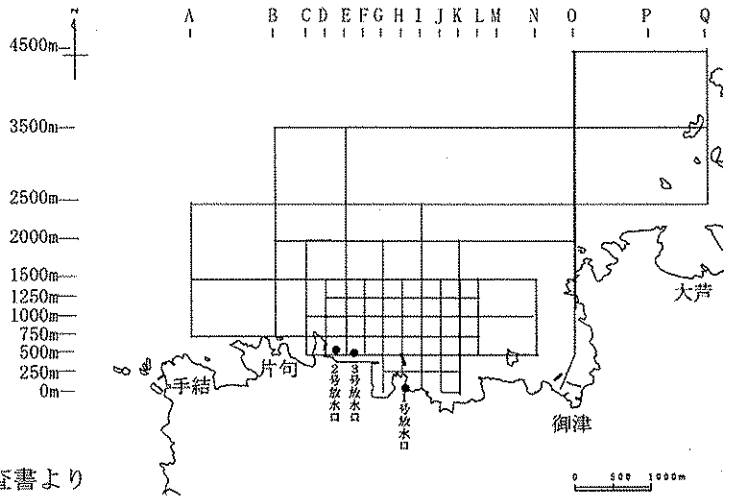 N
A B C D E F G H I J K L M N O P Q
4500m
3500m
2500m
2000m
1500m
1250m
1000m
750m
500m
250m
0m
大芦
片句
手結
2号放水口
3号放水口
1号放水口
御津
査書より
0 500 1000m